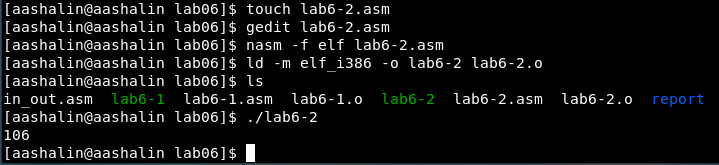 [aashalin@aashalin lab06]$ touch lab6-2.asm
[aashalin@aashalin lab06]$ gedit lab6-2.asm
[aashalin@aashalin lab06]$ nasm -f elf lab6-2.asm
[aashalin@aashalin lab06]$ ld -m elf_i386 -o lab6-2 lab6-2.o
[aashalin@aashalin lab06]$ ls
in_out.asm lab6-1 lab6-1.asm lab6-1.o lab6-2 lab6-2.asm lab6-2.o report
[aashalin@aashalin lab06]$ ./lab6-2
106
[aashalin@aashalin lab06]$